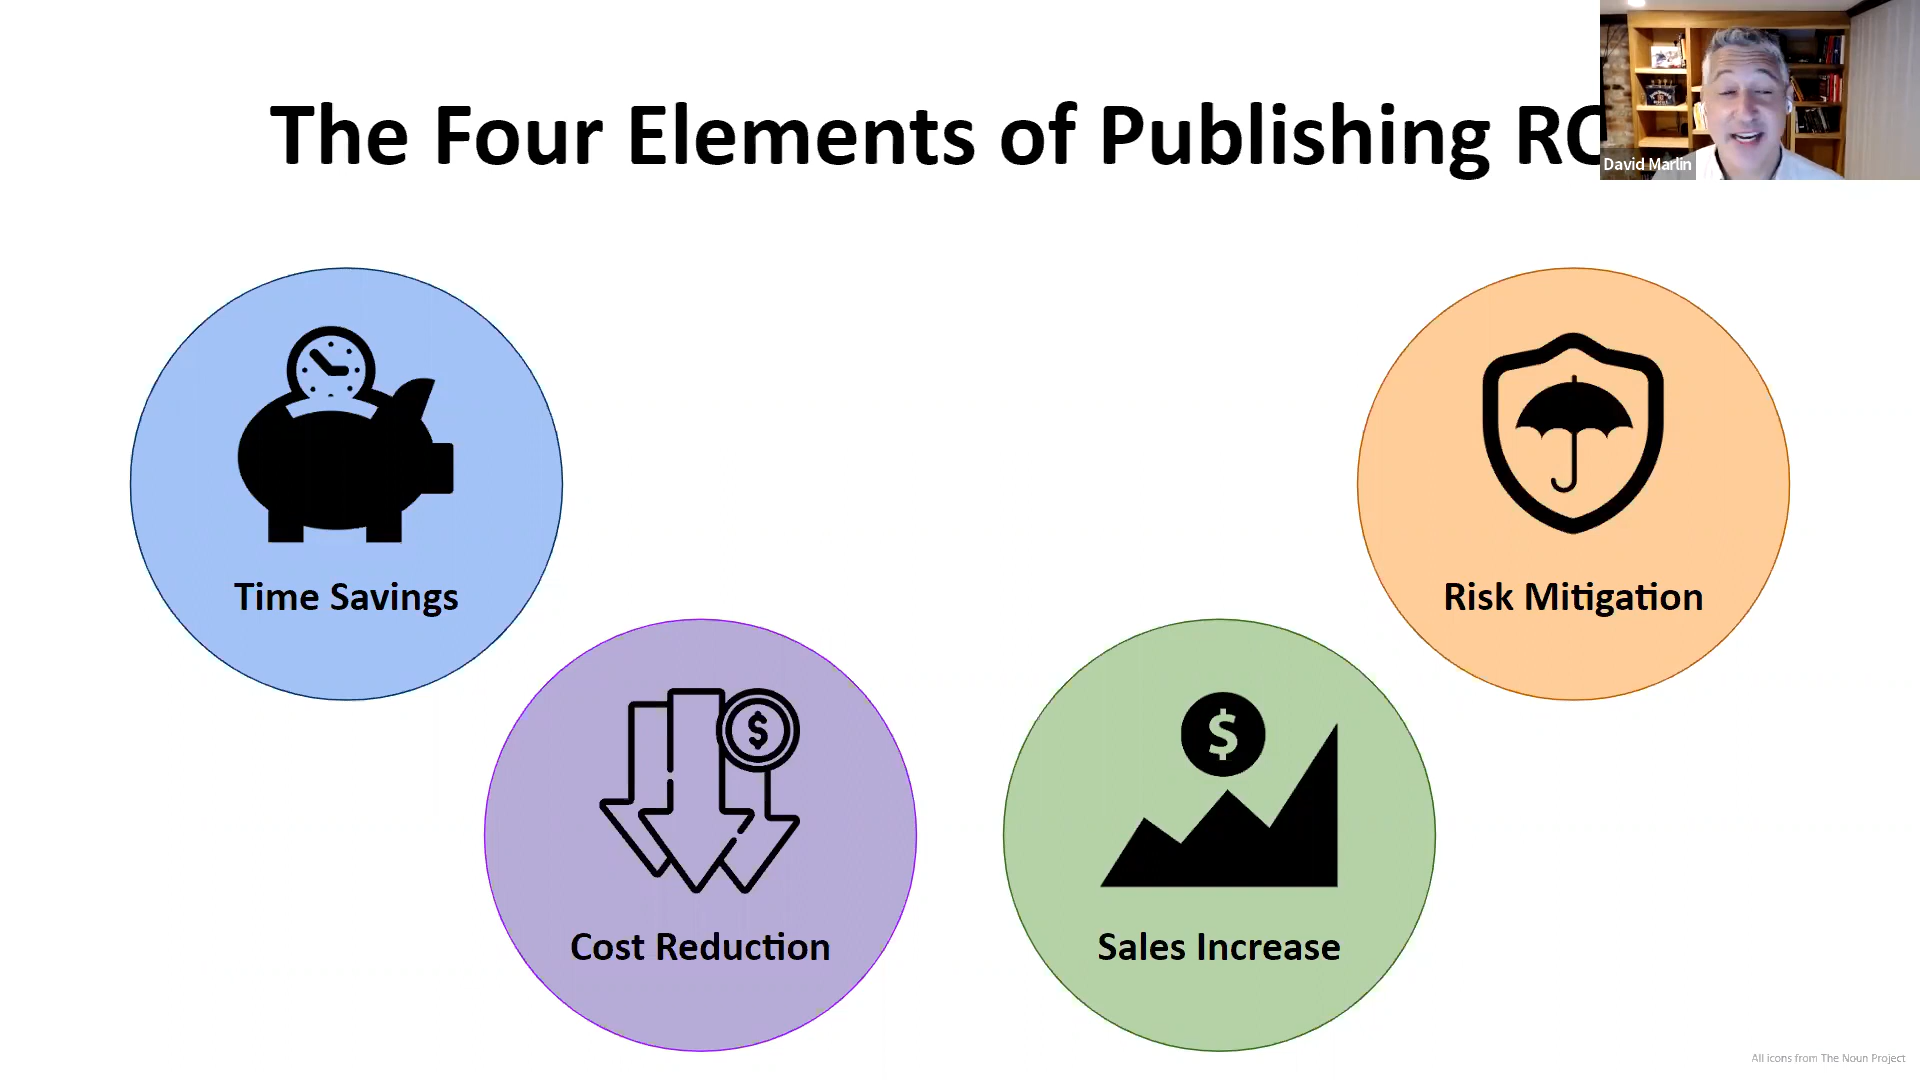 The Four Elements of Publishing RO
David Marlin
Time Savings
Risk Mitigation
$
$
Cost Reduction
Sales Increase
All icons from The Noun Project